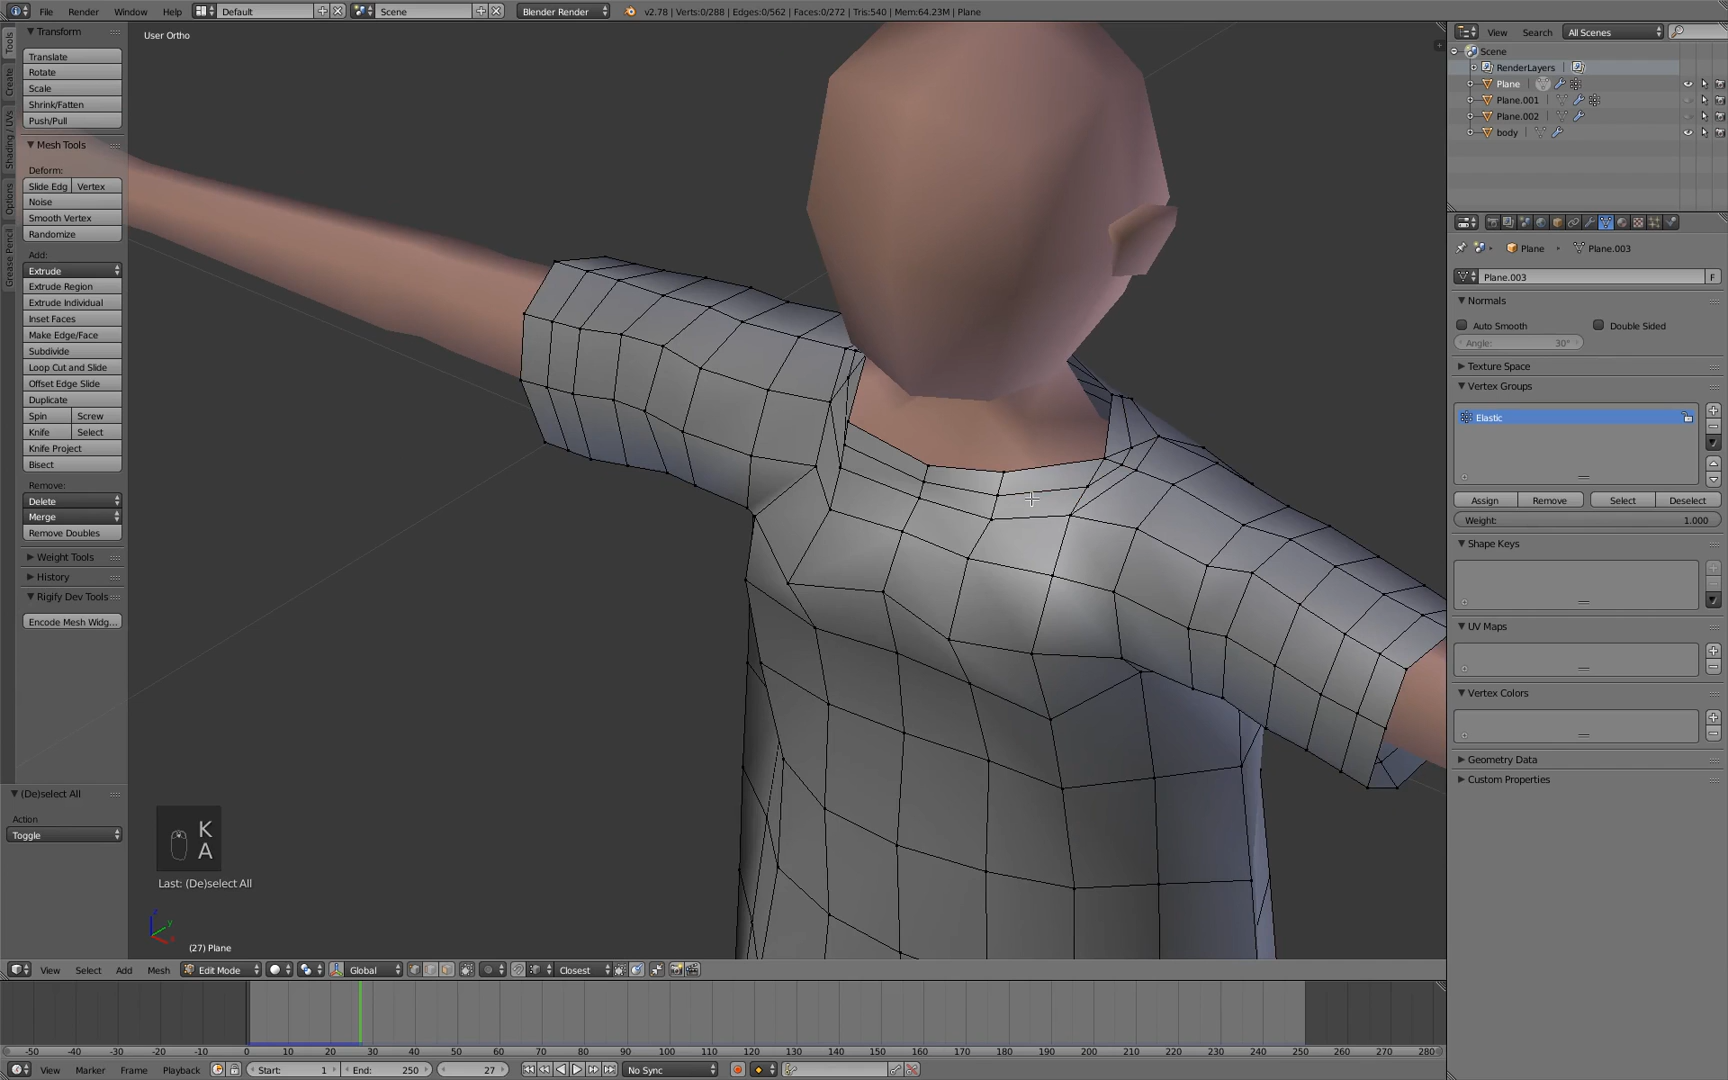 File Render Window Help Default Scene Blender Render v2.78 | Verts:0/288 | Edges:0/562 | Faces:0/272 | Tris:540 | Mem:64.23M | Plane
Tools
Create
Shading / UVs
Options
Grease Pencil
Transform
Translate
Rotate
Scale
Shrink/Fatten
Push/Pull
Mesh Tools
Deform:
Slide Edg Vertex
Noise
Smooth Vertex
Randomize
Add:
Extrude
Extrude Region
Extrude Individual
Inset Faces
Make Edge/Face
Subdivide
Loop Cut and Slide
Offset Edge Slide
Duplicate
Spin Screw
Knife Select
Knife Project
Bisect
Remove:
Delete
Merge
Remove Doubles
Weight Tools
History
Rigify Dev Tools
Encode Mesh Widg...
(De)select All
Action
Toggle
User Ortho
K
A
Last: (De)select All
z
y
x
(27) Plane
View Search All Scenes
Scene
RenderLayers
Plane
Plane.001
Plane.002
body
Plane Plane.003
Plane.003 F
Normals
Auto Smooth Double Sided
Angle: 30°
Texture Space
Vertex Groups
Elastic
Assign Remove Select Deselect
Weight: 1.000
Shape Keys
UV Maps
Vertex Colors
Geometry Data
Custom Properties
View Select Add Mesh Edit Mode Global Closest
-50 -40 -30 -20 -10 0 10 20 30 40 50 60 70 80 90 100 110 120 130 140 150 160 170 180 190 200 210 220 230 240 250 260 270 280
View Marker Frame Playback Start: 1 End: 250 27 No Sync